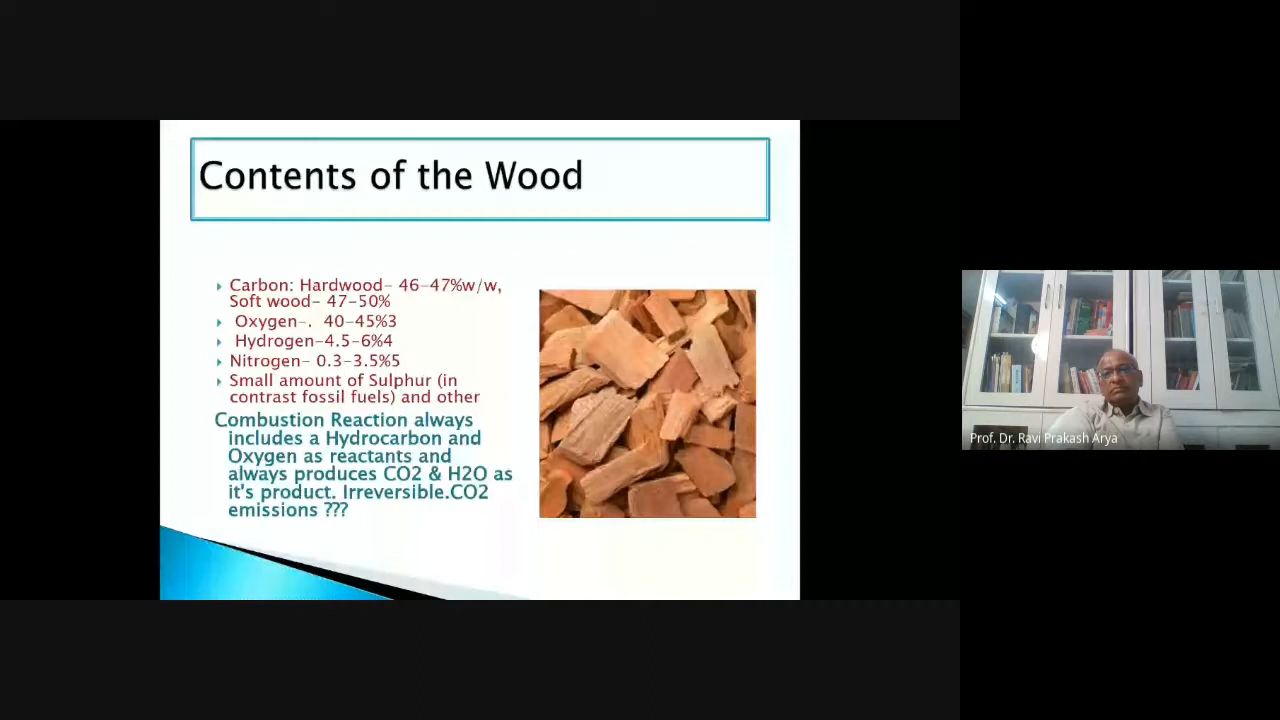 Contents of the Wood
Carbon: Hardwood- 46-47%w/w,
Soft wood- 47-50%
Oxygen-. 40-45%3
Hydrogen-4.5-6%4
Nitrogen- 0.3-3.5%5
Small amount of Sulphur (in
contrast fossil fuels) and other
Combustion Reaction always
includes a Hydrocarbon and
Oxygen as reactants and
always produces CO2 & H2O as
it's product. Irreversible.CO2
emissions ???
Prof. Dr. Ravi Prakash Arya